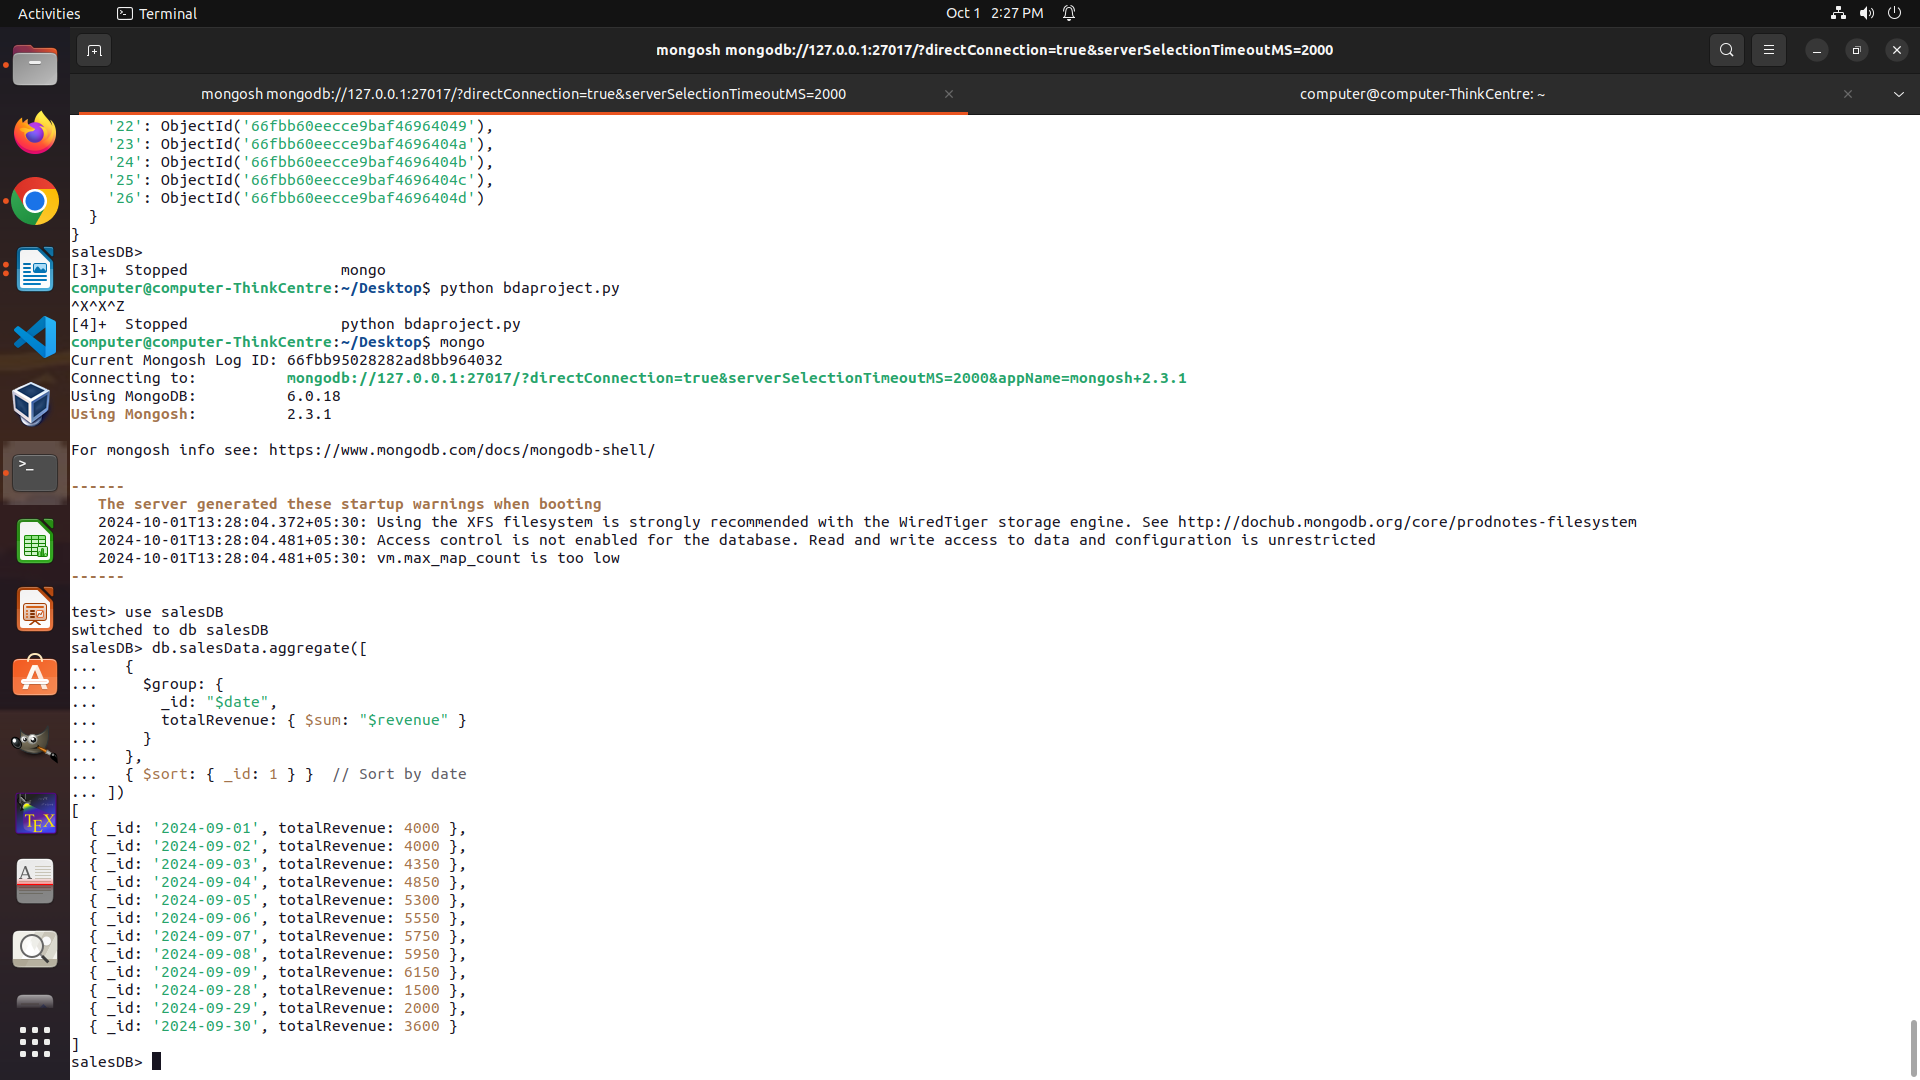 Activities
Terminal
Oct 1 2:27 PM
mongosh mongodb://127.0.0.1:27017/?directConnection=true&serverSelectionTimeoutMS=2000
mongosh mongodb://127.0.0.1:27017/?directConnection=true&serverSelectionTimeoutMS=2000
computer@computer-ThinkCentre: ~
    '22': ObjectId('66fbb60eecce9baf46964049'),
    '23': ObjectId('66fbb60eecce9baf4696404a'),
    '24': ObjectId('66fbb60eecce9baf4696404b'),
    '25': ObjectId('66fbb60eecce9baf4696404c'),
    '26': ObjectId('66fbb60eecce9baf4696404d')
  }
}
salesDB>
[3]+  Stopped                 mongo
computer@computer-ThinkCentre:~/Desktop$ python bdaproject.py
^X^X^Z
[4]+  Stopped                 python bdaproject.py
computer@computer-ThinkCentre:~/Desktop$ mongo
Current Mongosh Log ID: 66fbb95028282ad8bb964032
Connecting to:          mongodb://127.0.0.1:27017/?directConnection=true&serverSelectionTimeoutMS=2000&appName=mongosh+2.3.1
Using MongoDB:          6.0.18
Using Mongosh:          2.3.1
For mongosh info see: https://www.mongodb.com/docs/mongodb-shell/
------
   The server generated these startup warnings when booting
   2024-10-01T13:28:04.372+05:30: Using the XFS filesystem is strongly recommended with the WiredTiger storage engine. See http://dochub.mongodb.org/core/prodnotes-filesystem
   2024-10-01T13:28:04.481+05:30: Access control is not enabled for the database. Read and write access to data and configuration is unrestricted
   2024-10-01T13:28:04.481+05:30: vm.max_map_count is too low
------
test> use salesDB
switched to db salesDB
salesDB> db.salesData.aggregate([
...   {
...     $group: {
...       _id: "$date",
...       totalRevenue: { $sum: "$revenue" }
...     }
...   },
...   { $sort: { _id: 1 } }  // Sort by date
... ])
[
  { _id: '2024-09-01', totalRevenue: 4000 },
  { _id: '2024-09-02', totalRevenue: 4000 },
  { _id: '2024-09-03', totalRevenue: 4350 },
  { _id: '2024-09-04', totalRevenue: 4850 },
  { _id: '2024-09-05', totalRevenue: 5300 },
  { _id: '2024-09-06', totalRevenue: 5550 },
  { _id: '2024-09-07', totalRevenue: 5750 },
  { _id: '2024-09-08', totalRevenue: 5950 },
  { _id: '2024-09-09', totalRevenue: 6150 },
  { _id: '2024-09-28', totalRevenue: 1500 },
  { _id: '2024-09-29', totalRevenue: 2000 },
  { _id: '2024-09-30', totalRevenue: 3600 }
]
salesDB>